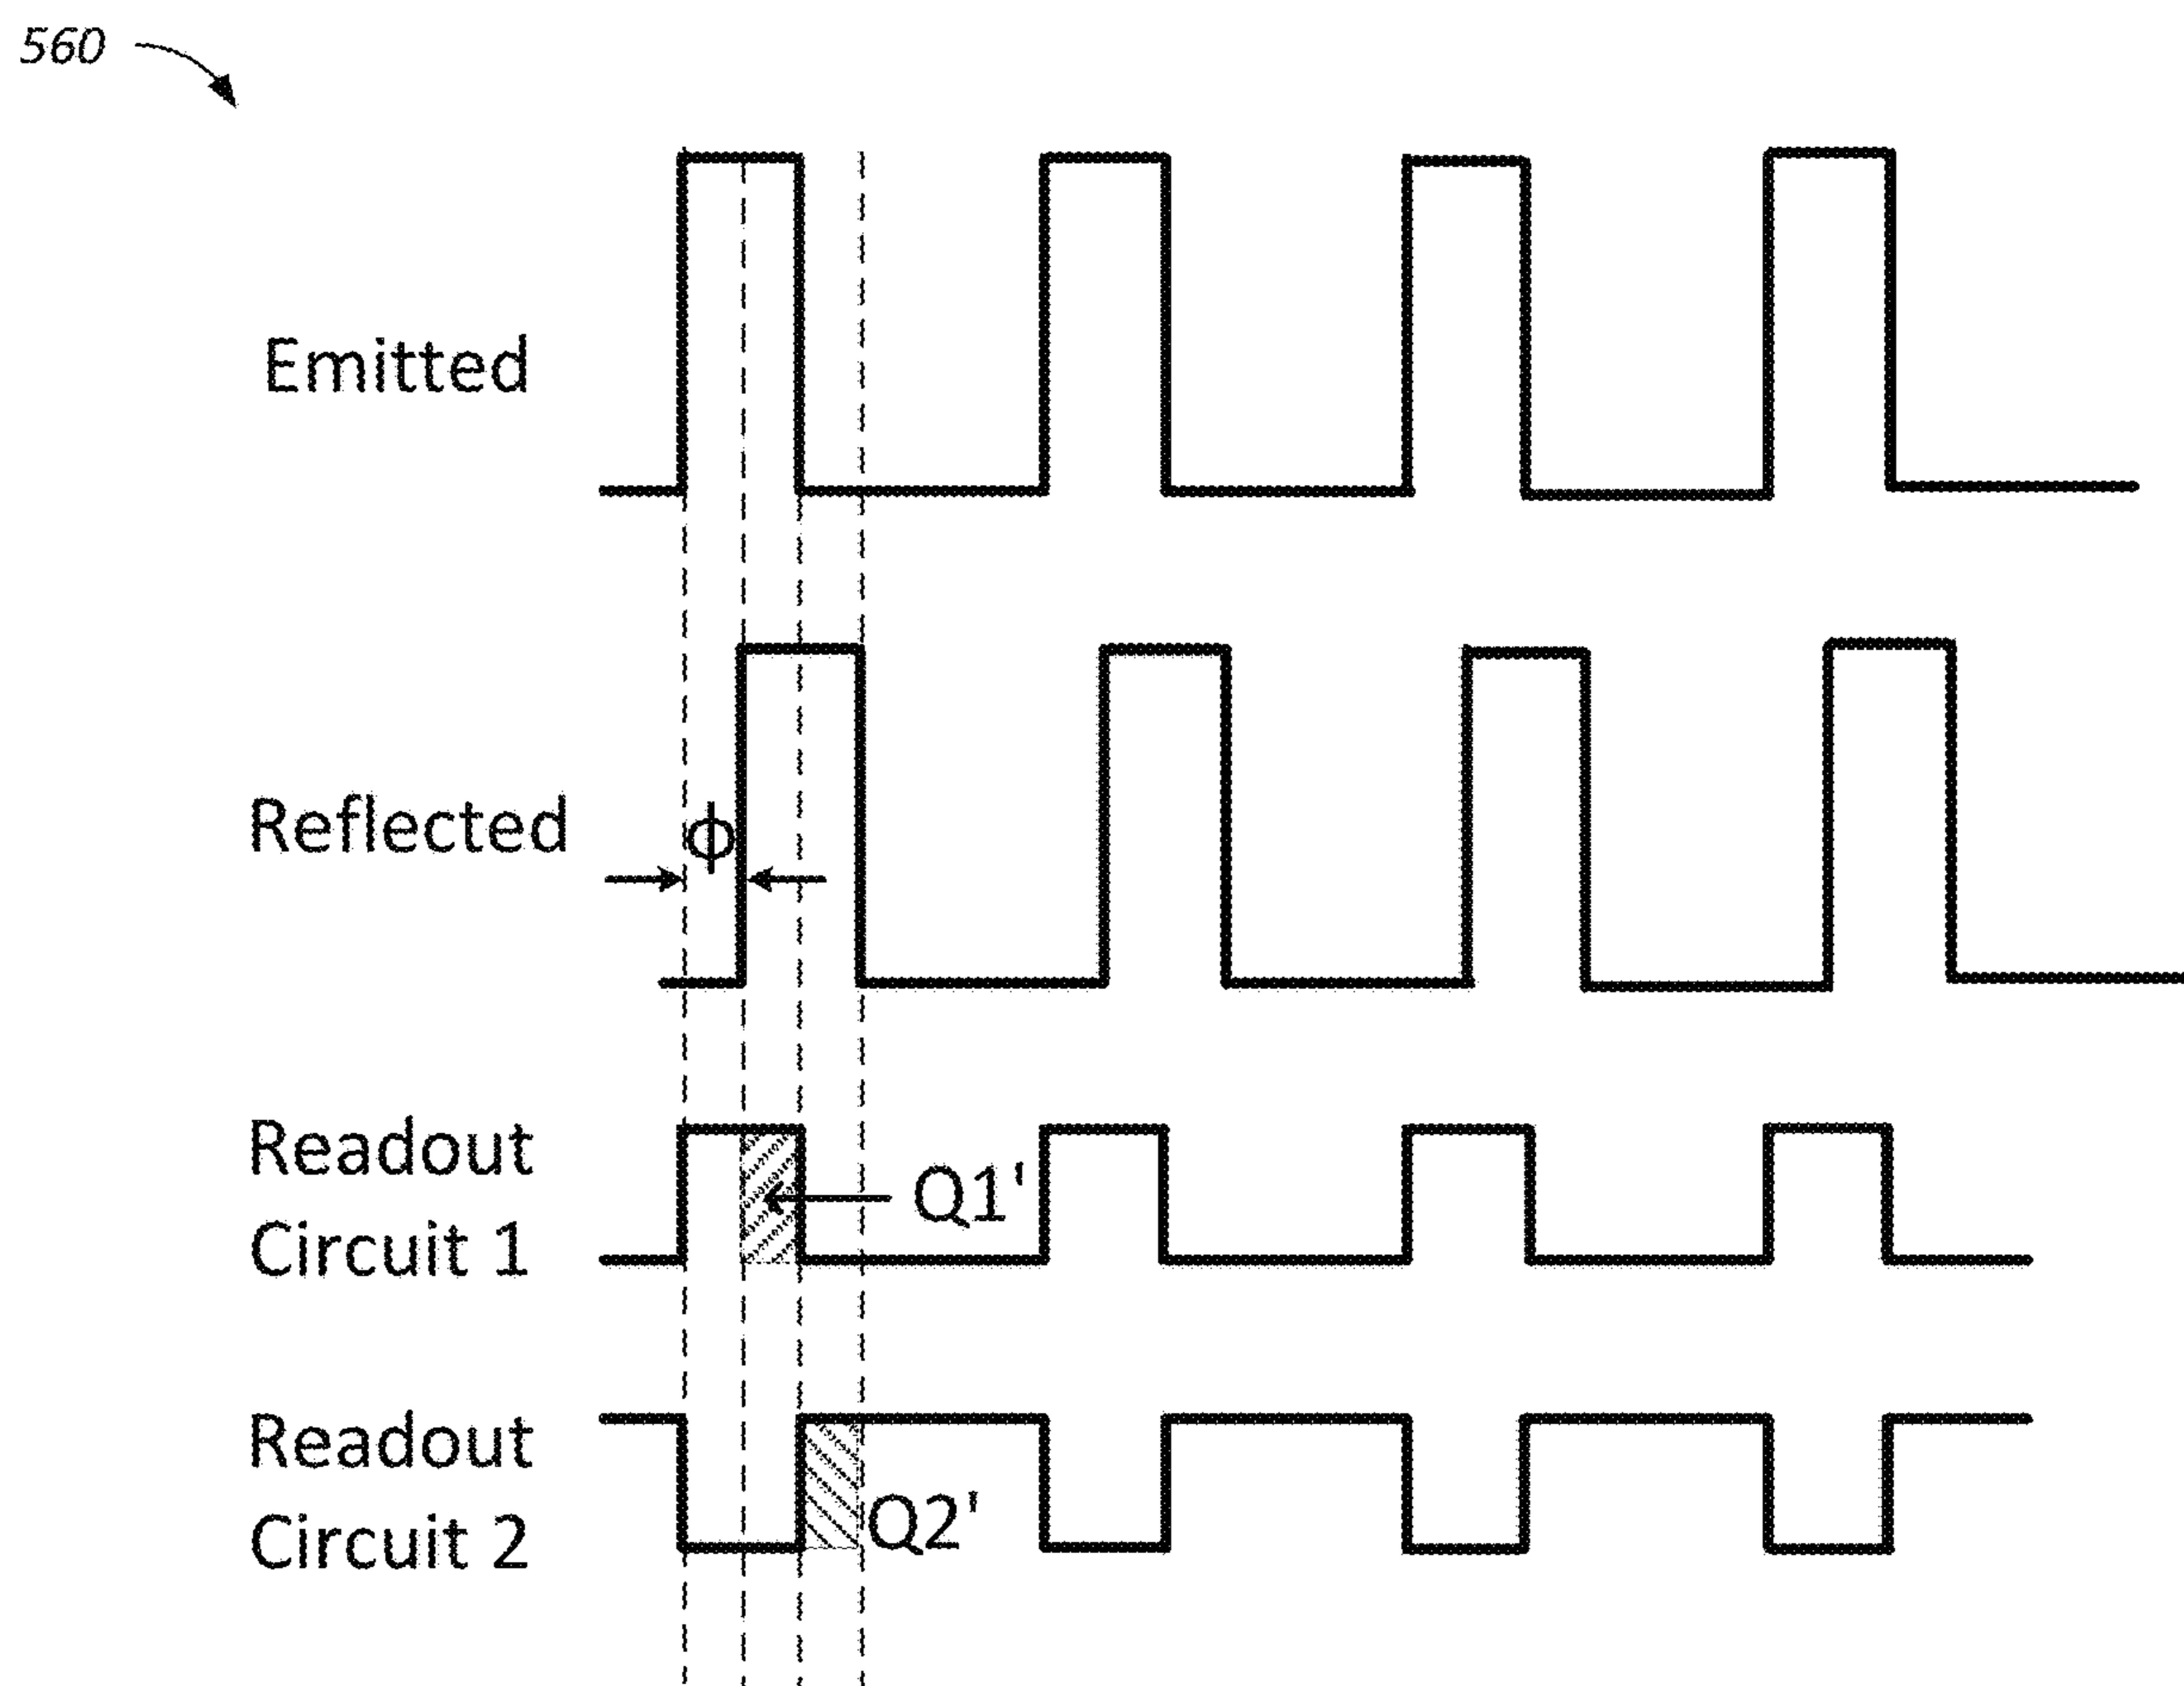 560
Emitted
Reflected
ϕ
Readout
Circuit 1
Q1'
Readout
Circuit 2
Q2'